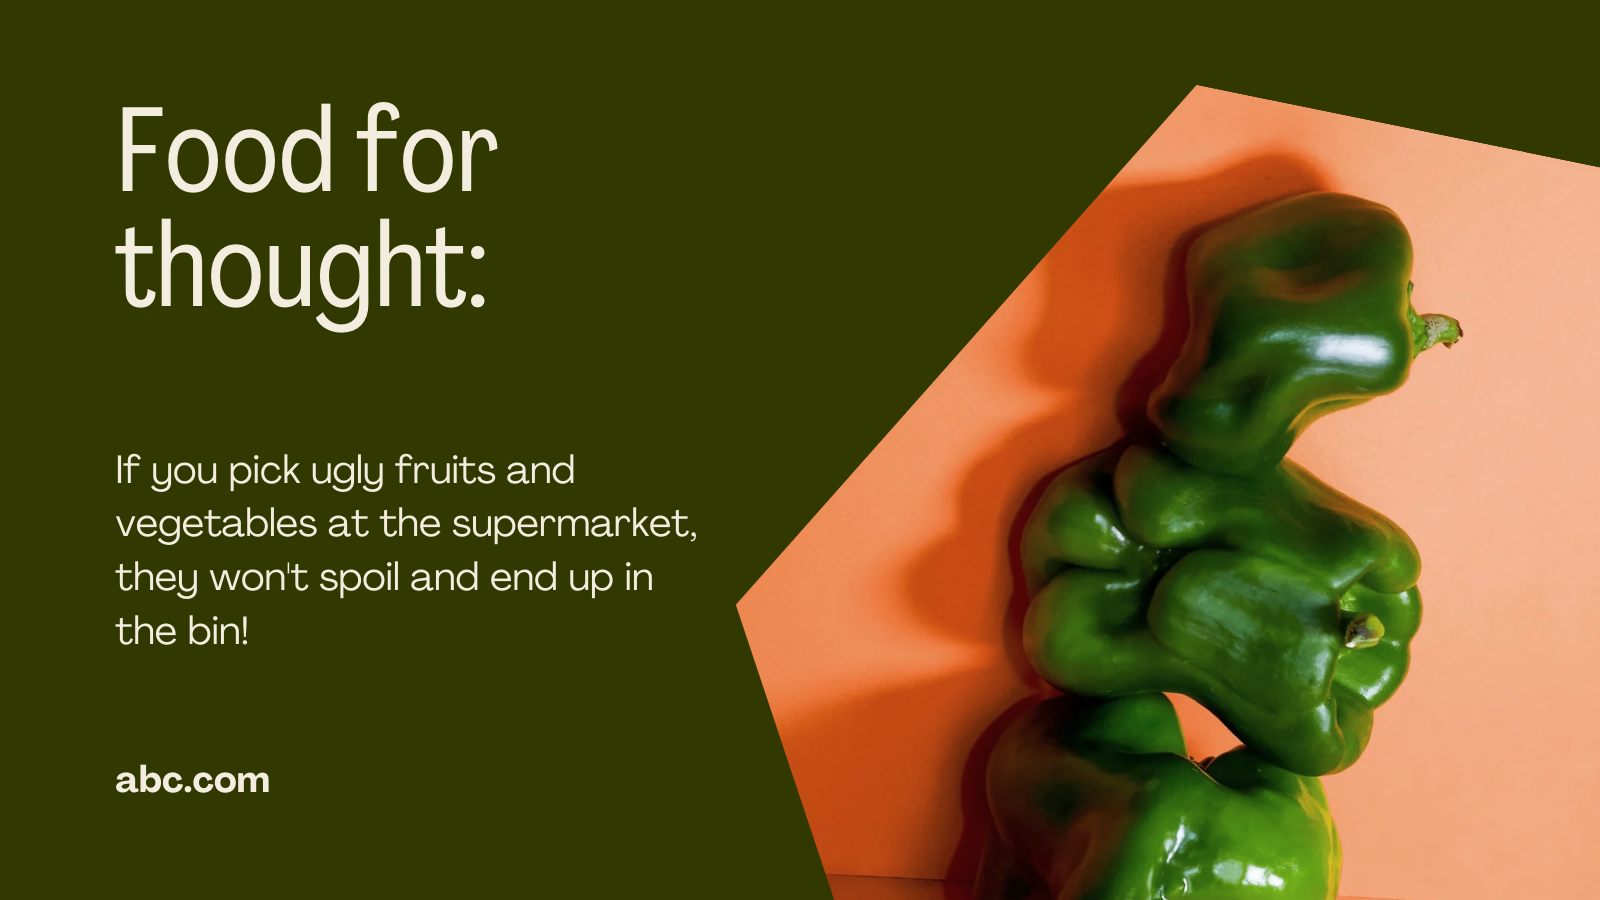 Food for
thought:
If you pick ugly fruits and
vegetables at the supermarket,
they won't spoil and end up in
the bin!
abc.com